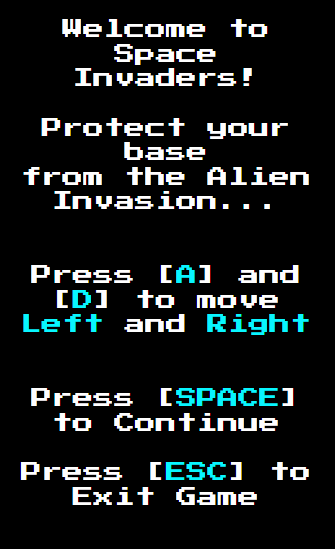 Welcome to
Space
Invaders!
Protect your
base
from the Alien
Invasion...
Press [A] and
[D] to move
Left and Right
Press [SPACE]
to Continue
Press [ESC] to
Exit Game